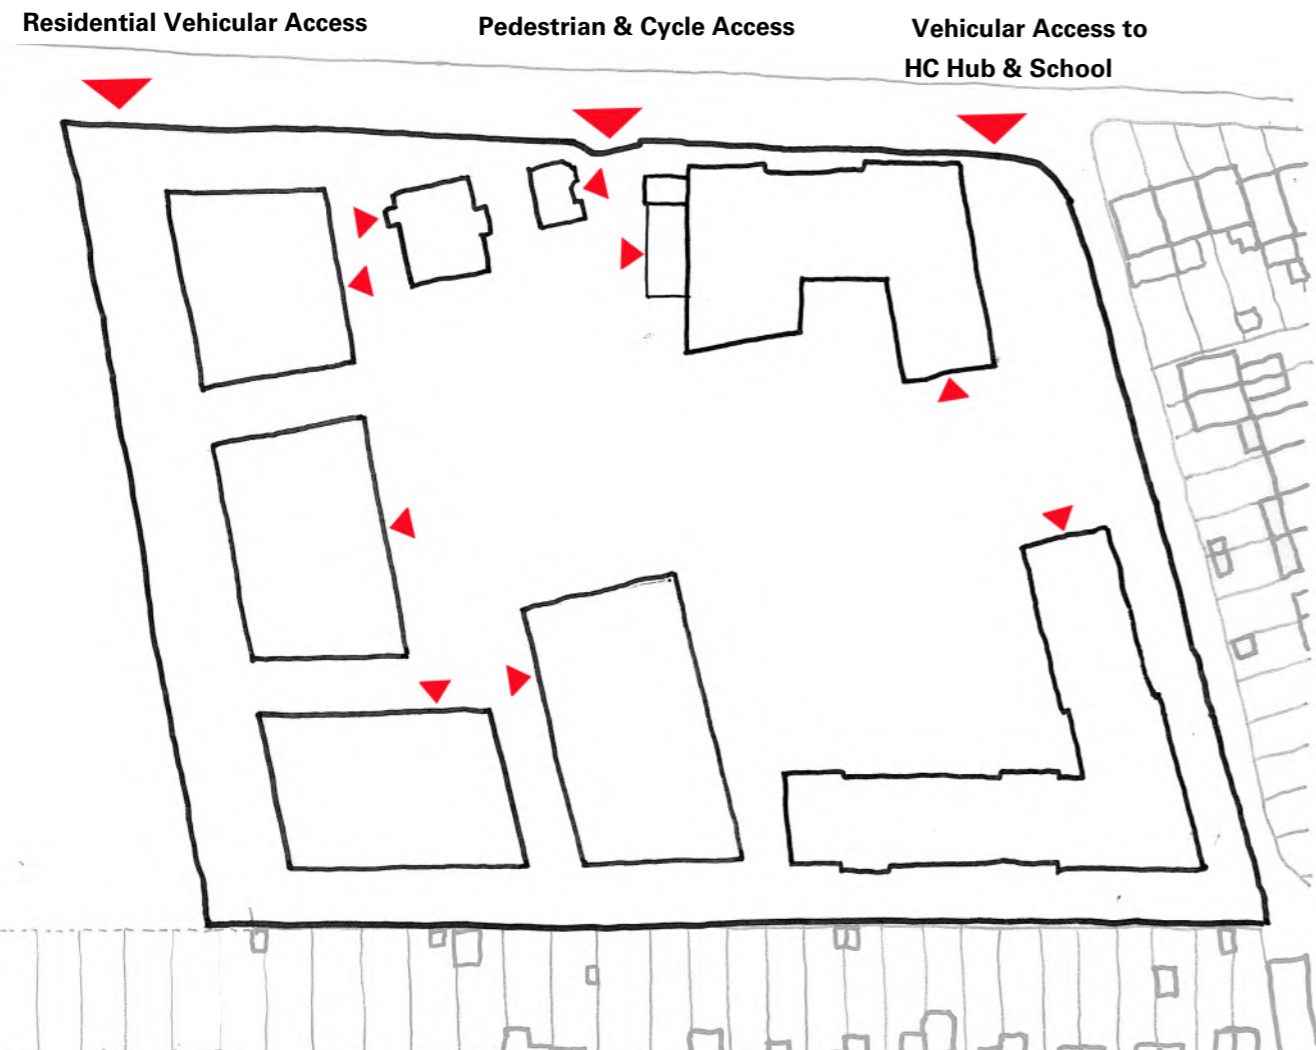 Residential Vehicular Access
Pedestrian & Cycle Access
Vehicular Access to
HC Hub & School